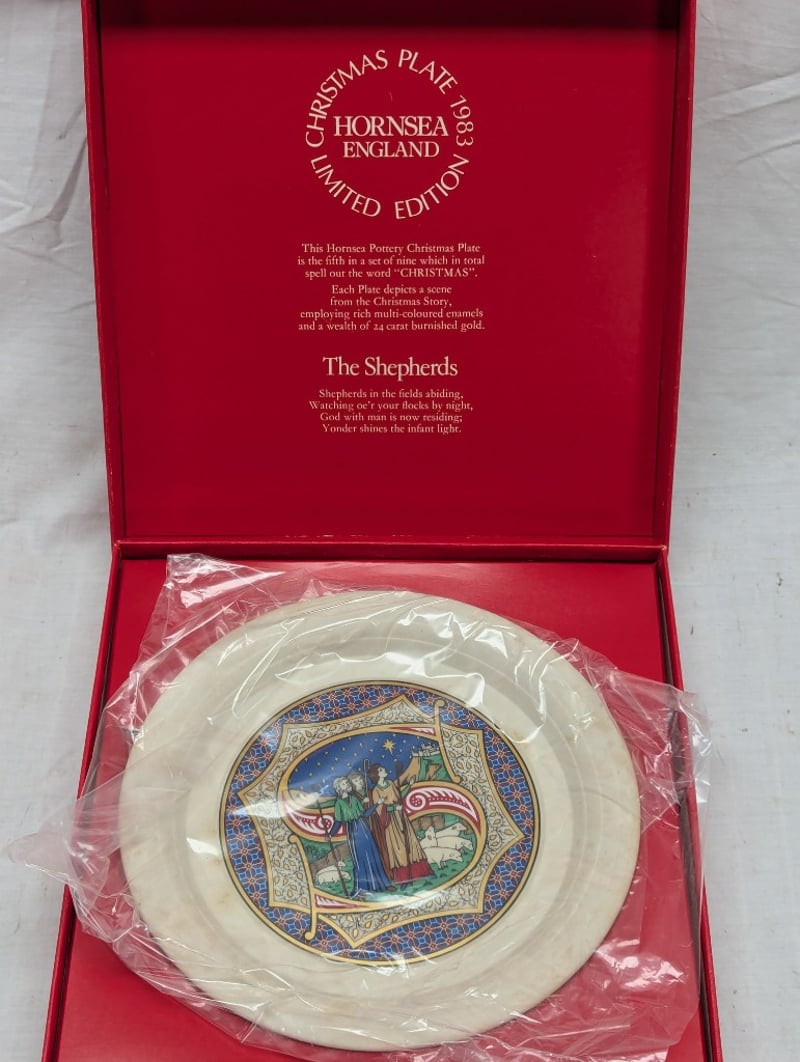 CHRISTMAS PLATE 1983
HORNSEA
ENGLAND
LIMITED EDITION
This Hornsea Pottery Christmas Plate
is the fifth in a set of nine which in total
spell out the word "CHRISTMAS".
Each Plate depicts a scene
from the Christmas Story,
employing rich multi-coloured enamels
and a wealth of 24 carat burnished gold.
The Shepherds
Shepherds in the fields abiding,
Watching oe'r your flocks by night,
God with man is now residing;
Yonder shines the infant light.
S